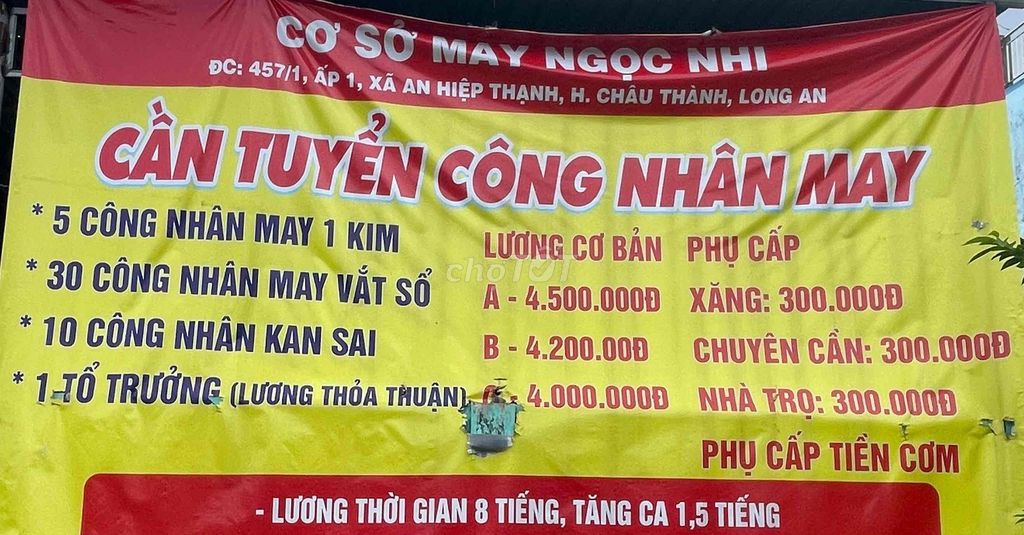 CƠ SỞ MAY NGỌC NHI
ĐC: 457/1, ẤP 1, XÃ AN HIỆP THẠNH, H. CHÂU THÀNH, LONG AN
CẦN TUYỂN CÔNG NHÂN MAY
* 5 CÔNG NHÂN MAY 1 KIM
* 30 CÔNG NHÂN MAY VẮT SỔ
* 10 CÔNG NHÂN KAN SAI
* 1 TỔ TRƯỞNG (LƯƠNG THỎA THUẬN)
LƯƠNG CƠ BẢN
A - 4.500.000Đ
B - 4.200.00Đ
- 4.000.000Đ
PHỤ CẤP
XĂNG: 300.000Đ
CHUYÊN CẦN: 300.000Đ
NHÀ TRỌ: 300.000Đ
PHỤ CẤP TIỀN CƠM
- LƯƠNG THỜI GIAN 8 TIẾNG, TĂNG CA 1,5 TIẾNG
choTOT